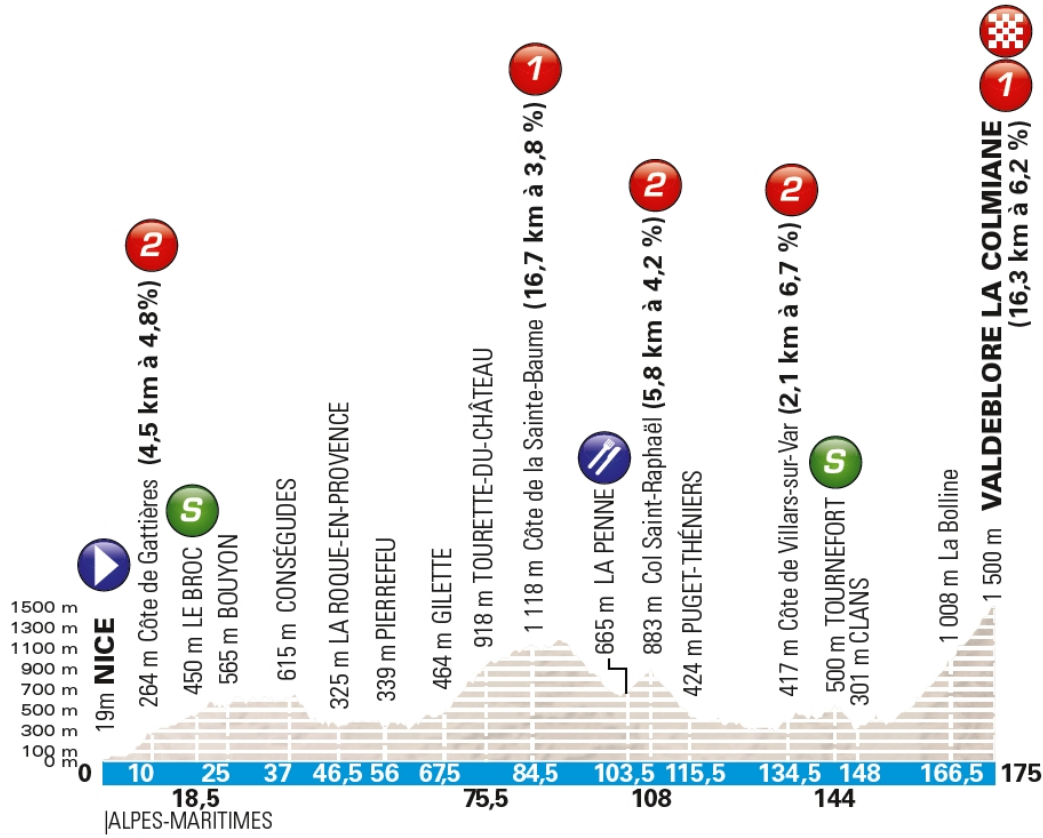 1
VALDEBLORE LA COLMIANE
(16,3 km à 6,2 %)
1 500 m
1
1 118 m Côte de la Sainte-Baume (16,7 km à 3,8 %)
2
883 m Col Saint-Raphaël (5,8 km à 4,2 %)
2
417 m Côte de Villars-sur-Var (2,1 km à 6,7 %)
2
264 m Côte de Gattières (4,5 km à 4,8%)
S
450 m LE BROC
565 m BOUYON
615 m CONSÉGUDES
325 m LA ROQUE-EN-PROVENCE
339 m PIERREFEU
464 m GILETTE
918 m TOURETTE-DU-CHÂTEAU
665 m LA PENNE
424 m PUGET-THÉNIERS
S
500 m TOURNEFORT
301 m CLANS
1 008 m La Bolline
19m NICE
1500 m
1300 m
1100 m
900 m
700 m
500 m
300 m
100 m
0 m
0 10 25 37 46,5 56 67,5 84,5 103,5 115,5 134,5 148 166,5 175
18,5 75,5 108 144
ALPES-MARITIMES